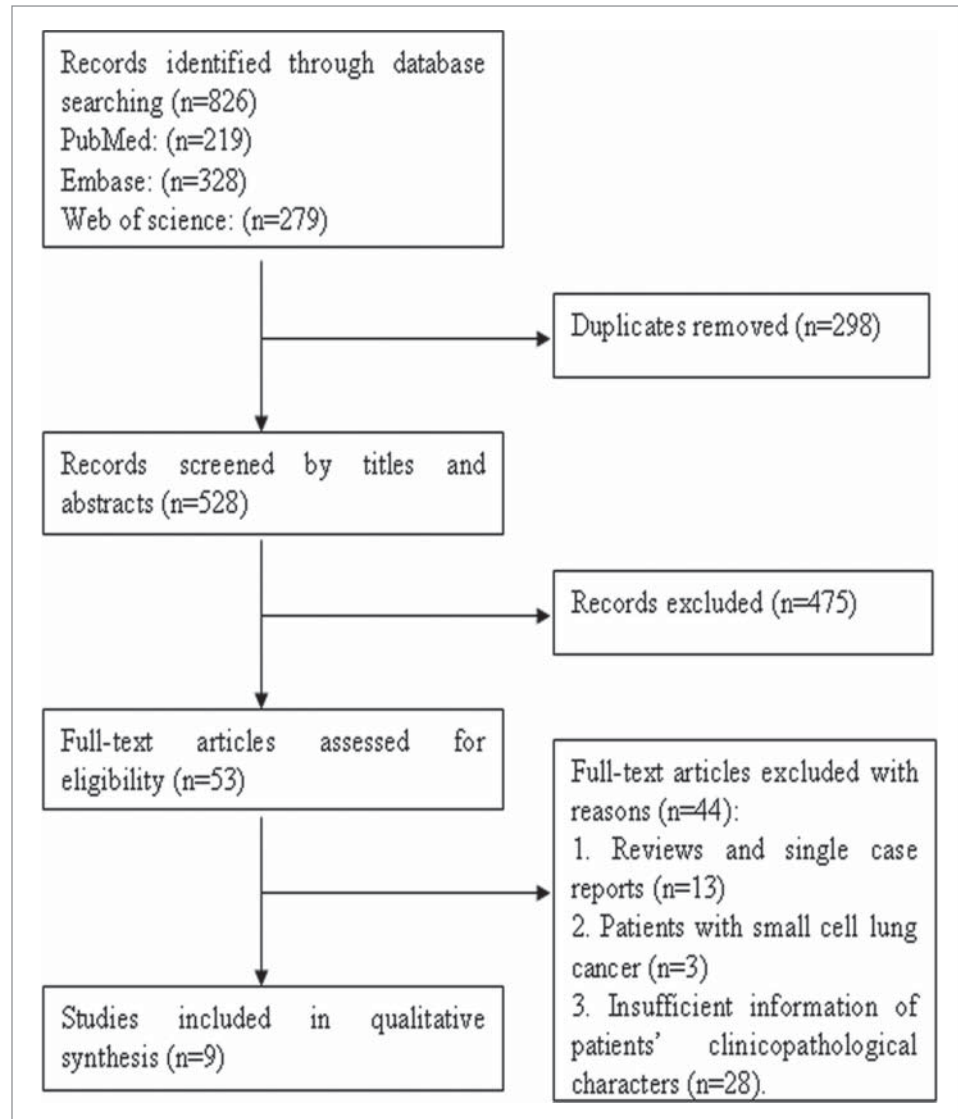 Records identified through database
searching (n=826)
PubMed: (n=219)
Embase: (n=328)
Web of science: (n=279)
Duplicates removed (n=298)
Records screened by titles and
abstracts (n=528)
Records excluded (n=475)
Full-text articles assessed for
eligibility (n=53)
Full-text articles excluded with
reasons (n=44):
1. Reviews and single case
reports (n=13)
2. Patients with small cell lung
cancer (n=3)
3. Insufficient information of
patients’ clinicopathological
characters (n=28).
Studies included in qualitative
synthesis (n=9)